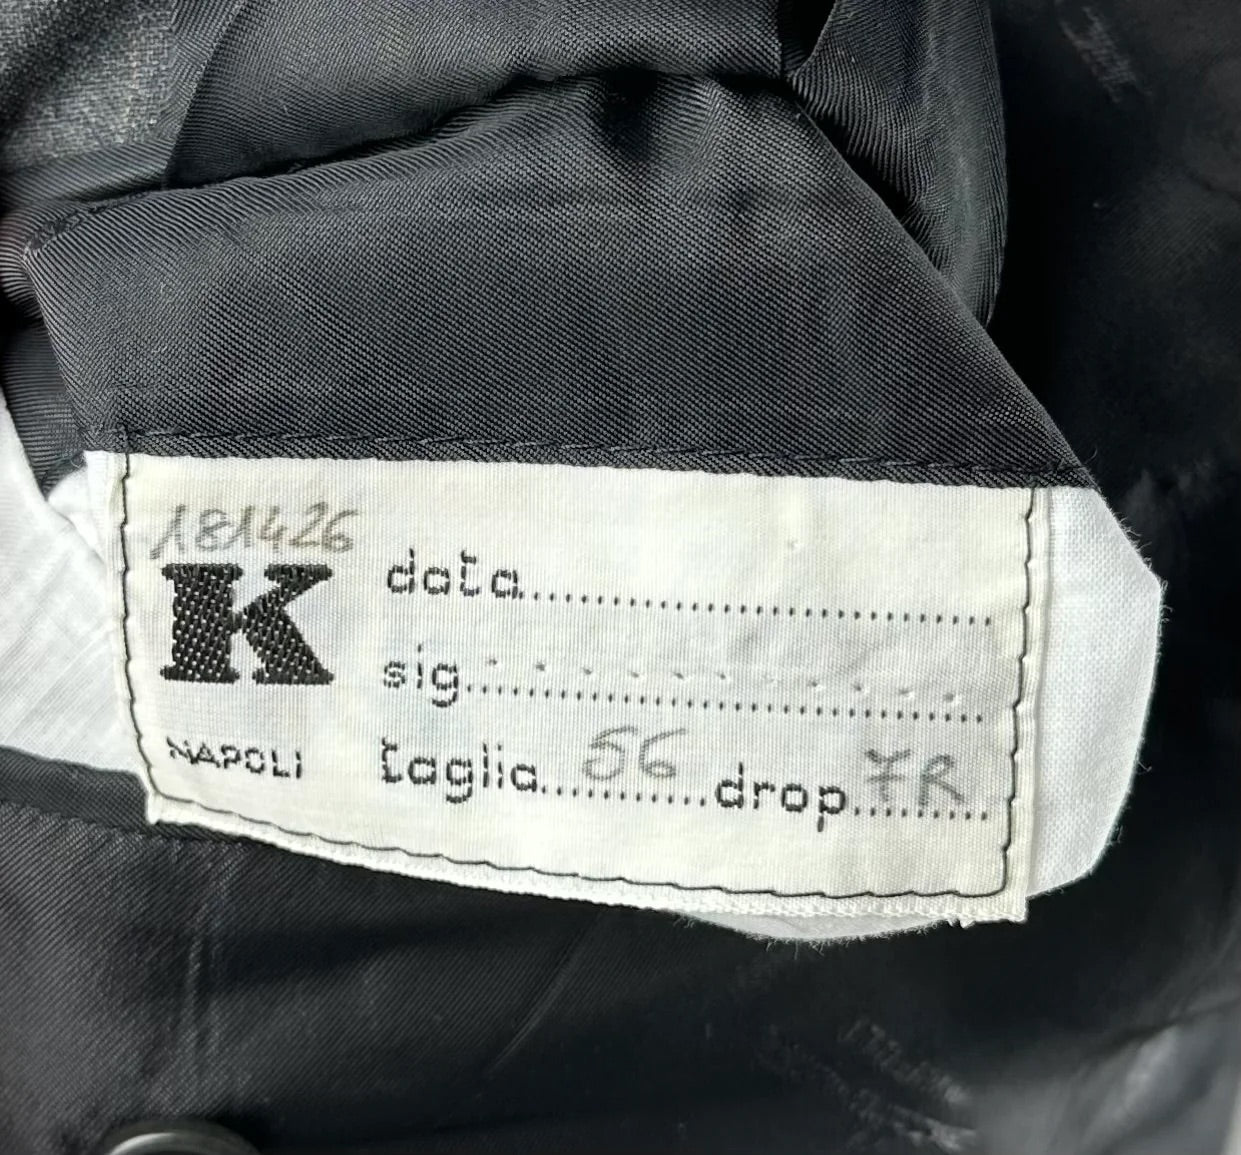 181426
K
NAPOLI
data....................................
sig....................................
taglia 56 drop 7R